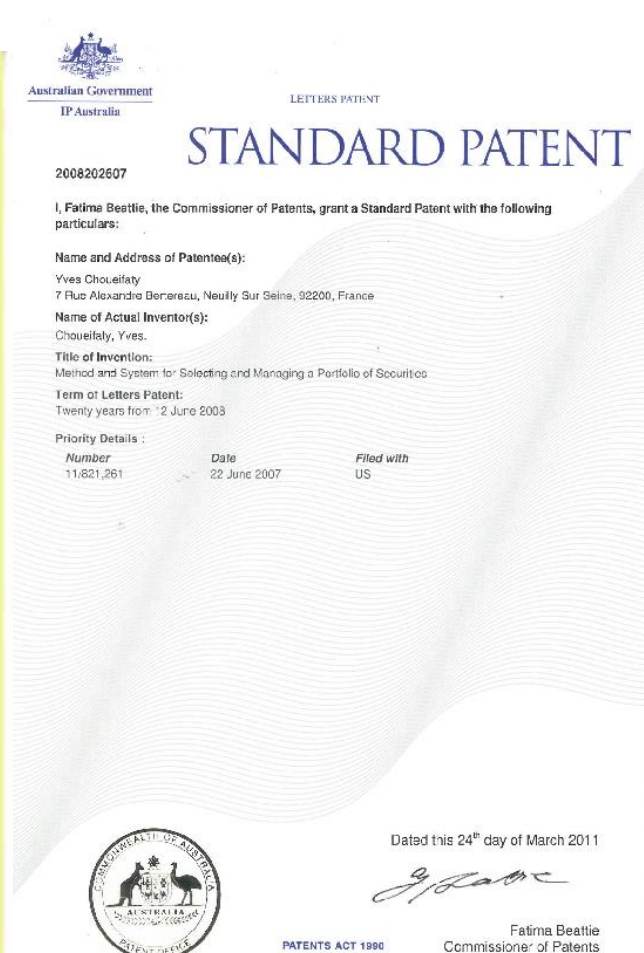 Australian Government
IP Australia
LETTERS PATENT
STANDARD PATENT
2008202607
I, Fatima Beattie, the Commissioner of Patents, grant a Standard Patent with the following
particulars:
Name and Address of Patentee(s):
Yves Choueifaty
7 Rue Alexandre Bertereau, Neuilly Sur Seine, 92200, France
Name of Actual Inventor(s):
Choueifaty, Yves.
Title of Invention:
Method and System for Selecting and Managing a Portfolio of Securities
Term of Letters Patent:
Twenty years from 12 June 2008
Priority Details :
Number Date Filed with
11/821,261 22 June 2007 US
Dated this 24th day of March 2011
COMMONWEALTH OF AUSTRALIA
AUSTRALIA
PATENT OFFICE
PATENTS ACT 1990
Fatima Beattie
Commissioner of Patents